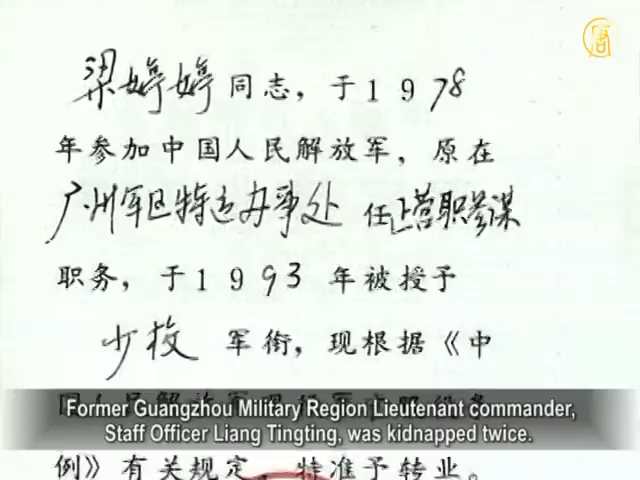 梁婷婷同志，于1978
年参加中国人民解放军，原在
广州军区特运办事处 任正营职参谋
职务，于1993年被授予
少校 军衔，现根据《中
Former Guangzhou Military Region Lieutenant commander,
Staff Officer Liang Tingting, was kidnapped twice.
例》有关规定，特准予转业。